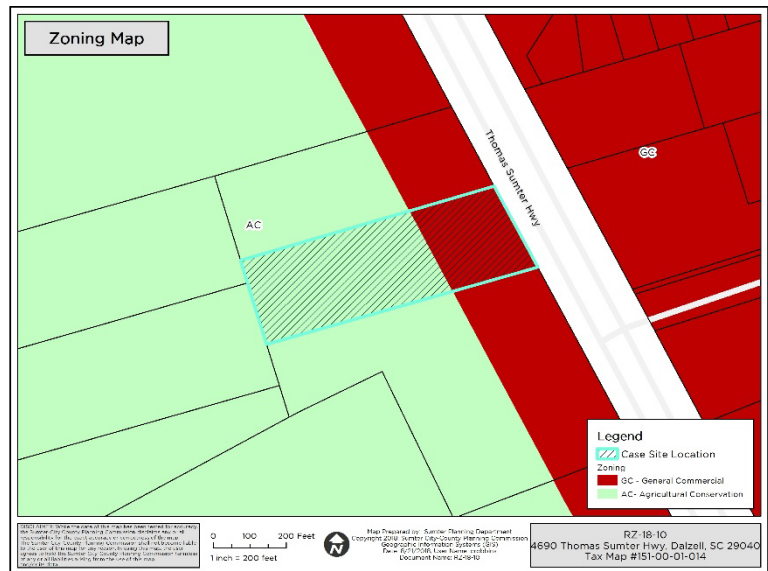 Zoning Map
Thomas Sumter Hwy
GC
AC
Legend
Case Site Location
Zoning
GC - General Commercial
AC- Agricultural Conservation
0 100 200 Feet
1 inch = 200 feet
N
Map Prepared by: Sumter Planning Department
Copyright 2018: Sumter City-County Planning Commission
Geographic Information Systems (GIS)
Document Name: RZ-18-10
RZ-18-10
4690 Thomas Sumter Hwy, Dalzell, SC 29040
Tax Map #151-00-01-014